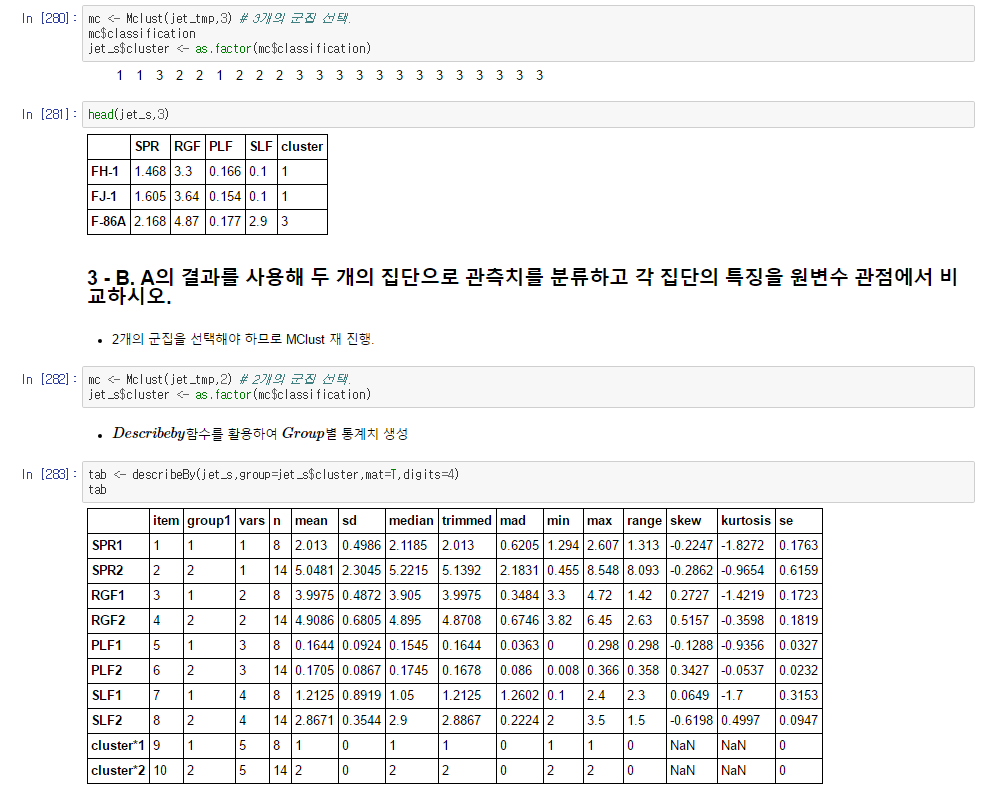 In [280]: mc <- Mclust(jet_tmp,3) # 3개의 군집 선택.
mc$classification
jet_s$cluster <- as.factor(mc$classification)
1 1 3 2 2 1 2 2 2 3 3 3 3 3 3 3 3 3 3 3 3 3
In [281]: head(jet_s,3)
SPR RGF PLF SLF cluster
FH-1 1.468 3.3 0.166 0.1 1
FJ-1 1.605 3.64 0.154 0.1 1
F-86A 2.168 4.87 0.177 2.9 3
3 - B. A의 결과를 사용해 두 개의 집단으로 관측치를 분류하고 각 집단의 특징을 원변수 관점에서 비
교하시오.
• 2개의 군집을 선택해야 하므로 MClust 재 진행.
In [282]: mc <- Mclust(jet_tmp,2) # 2개의 군집 선택.
jet_s$cluster <- as.factor(mc$classification)
• Describeby함수를 활용하여 Group별 통계치 생성
In [283]: tab <- describeBy(jet_s,group=jet_s$cluster,mat=T,digits=4)
tab
item group1 vars n mean sd median trimmed mad min max range skew kurtosis se
SPR1 1 1 1 8 2.013 0.4986 2.1185 2.013 0.6205 1.294 2.607 1.313 -0.2247 -1.8272 0.1763
SPR2 2 2 1 14 5.0481 2.3045 5.2215 5.1392 2.1831 0.455 8.548 8.093 -0.2862 -0.9654 0.6159
RGF1 3 1 2 8 3.9975 0.4872 3.905 3.9975 0.3484 3.3 4.72 1.42 0.2727 -1.4219 0.1723
RGF2 4 2 2 14 4.9086 0.6805 4.895 4.8708 0.6746 3.82 6.45 2.63 0.5157 -0.3598 0.1819
PLF1 5 1 3 8 0.1644 0.0924 0.1545 0.1644 0.0363 0 0.298 0.298 -0.1288 -0.9356 0.0327
PLF2 6 2 3 14 0.1705 0.0867 0.1745 0.1678 0.086 0.008 0.366 0.358 0.3427 -0.0537 0.0232
SLF1 7 1 4 8 1.2125 0.8919 1.05 1.2125 1.2602 0.1 2.4 2.3 0.0649 -1.7 0.3153
SLF2 8 2 4 14 2.8671 0.3544 2.9 2.8867 0.2224 2 3.5 1.5 -0.6198 0.4997 0.0947
cluster*1 9 1 5 8 1 0 1 1 0 1 1 0 NaN NaN 0
cluster*2 10 2 5 14 2 0 2 2 0 2 2 0 NaN NaN 0